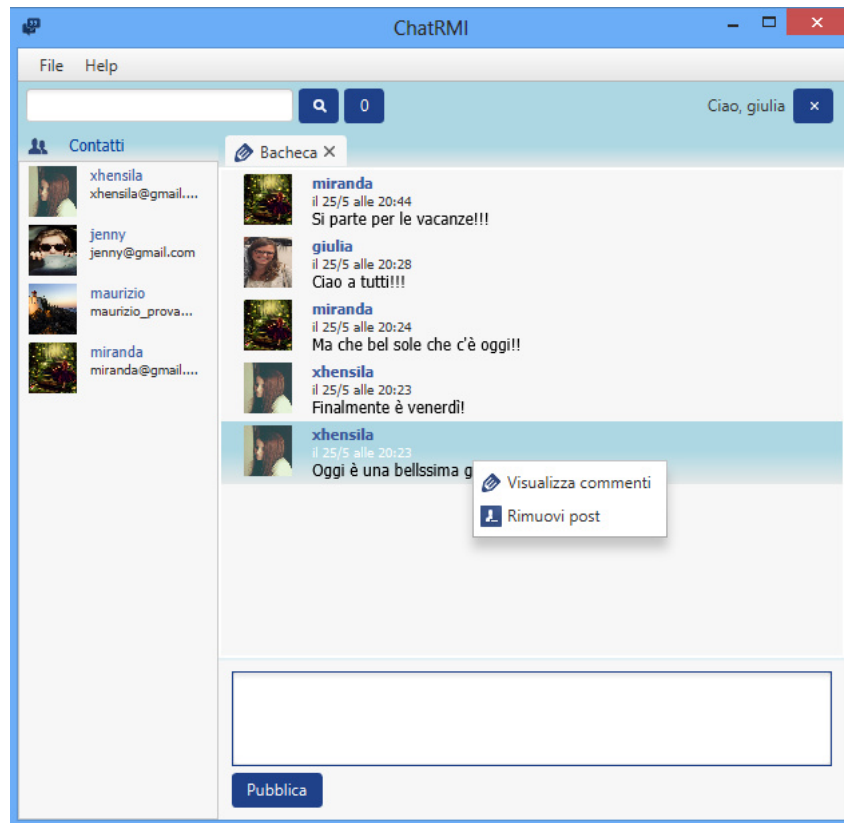 ChatRMI
File Help
0
Ciao, giulia
Contatti
xhensila
xhensila@gmail....
jenny
jenny@gmail.com
maurizio
maurizio_prova...
miranda
miranda@gmail....
Bacheca
miranda
il 25/5 alle 20:44
Si parte per le vacanze!!!
giulia
il 25/5 alle 20:28
Ciao a tutti!!!
miranda
il 25/5 alle 20:24
Ma che bel sole che c'è oggi!!
xhensila
il 25/5 alle 20:23
Finalmente è venerdì!
xhensila
il 25/5 alle 20:23
Oggi è una bellssima g
Visualizza commenti
Rimuovi post
Pubblica